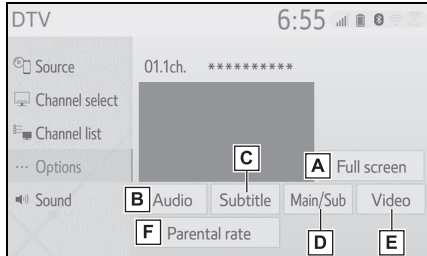 DTV 6:55
Source 01.1ch. **********
Channel select
Channel list
··· Options
Sound
A Full screen
C
B Audio Subtitle Main/Sub Video
D E
F Parental rate